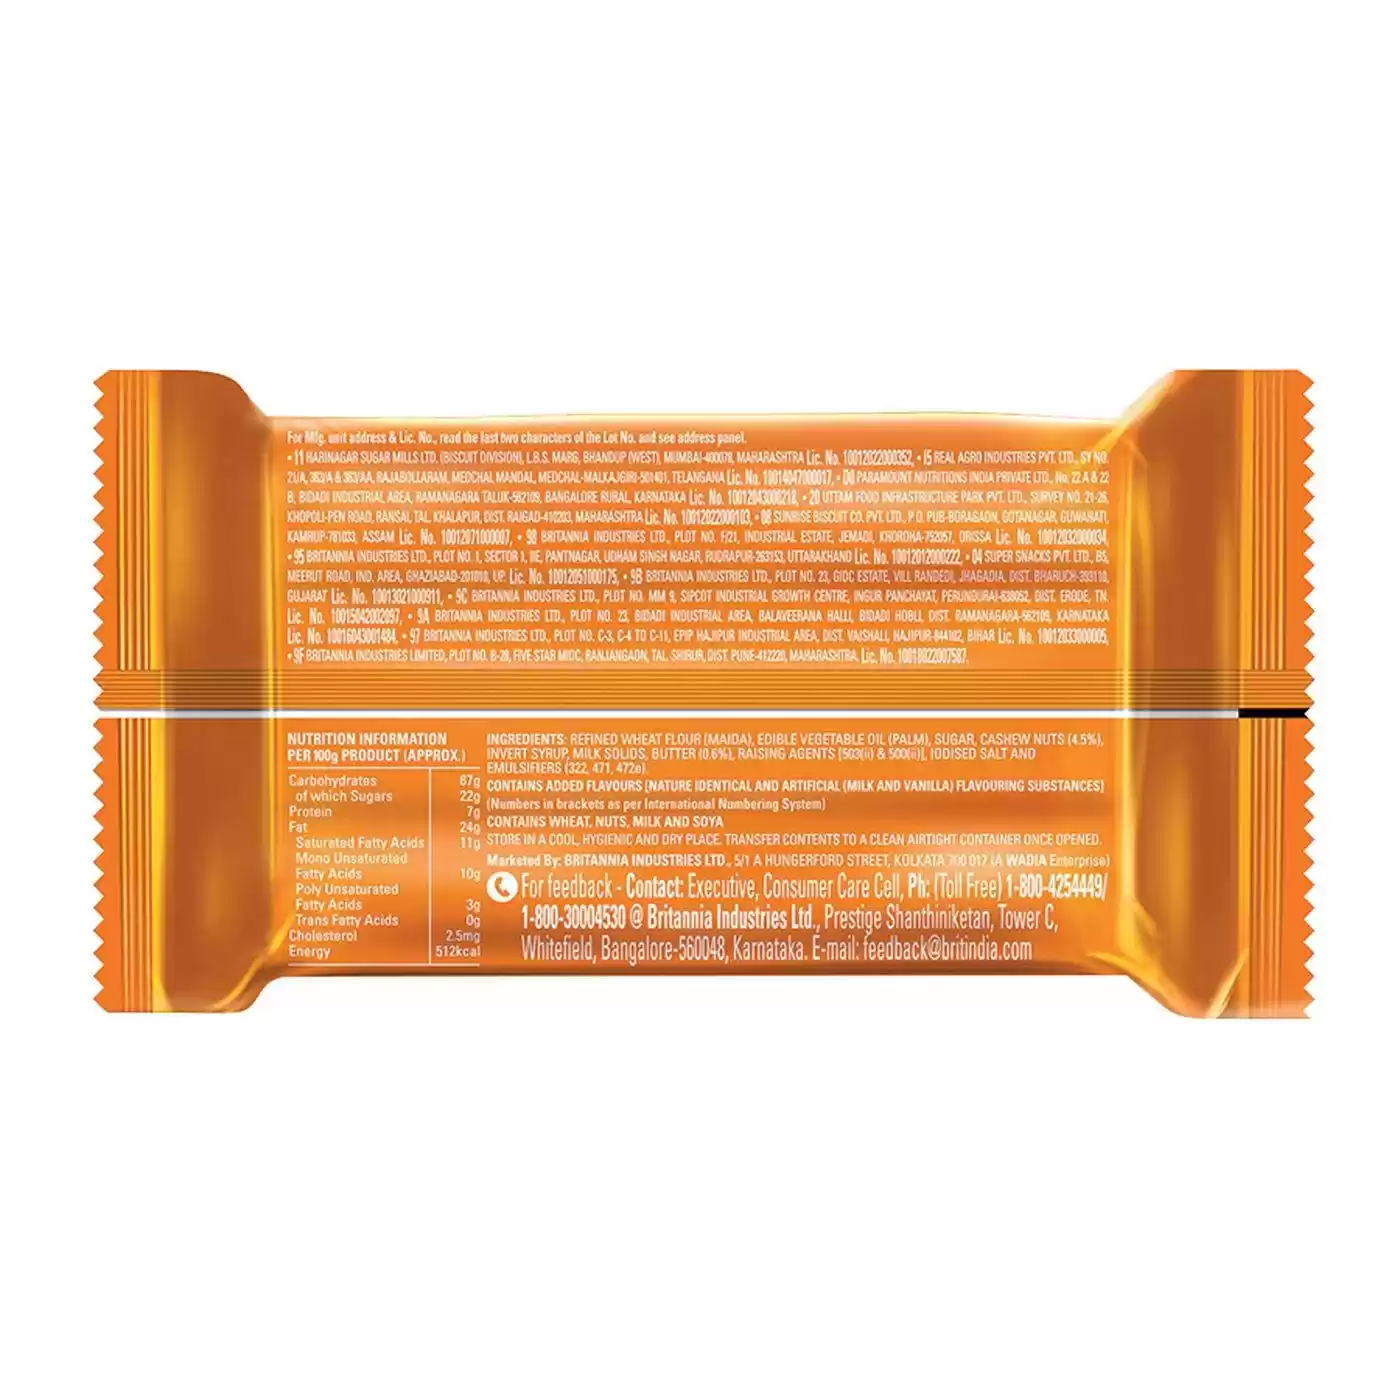 For Mfg. unit address & Lic. No., read the last two characters of the Lot No. and see address panel.
• 11 HARINAGAR SUGAR MILLS LTD. (BISCUIT DIVISION), L.B.S. MARG, BHANDUP (WEST), MUMBAI-400078, MAHARASHTRA Lic. No. 10012022000352, • I5 REAL AGRO INDUSTRIES PVT. LTD., SY NO.
21/A, 363/A & 363/AA, RAJABOLLARAM, MEDCHAL MANDAL, MEDCHAL-MALKAJGIRI-501401, TELANGANA Lic. No. 10014047000017, • D0 PARAMOUNT NUTRITIONS INDIA PRIVATE LTD., No. 22 A & 22
B, BIDADI INDUSTRIAL AREA, RAMANAGARA TALUK-562109, BANGALORE RURAL, KARNATAKA Lic. No. 10012043000218, • 20 UTTAM FOOD INFRASTRUCTURE PARK PVT. LTD., SURVEY NO. 21-26,
KHOPOLI-PEN ROAD, RANSAI, TAL. KHALAPUR, DIST. RAIGAD-410203, MAHARASHTRA Lic. No. 10012022000103, • 08 SUNRISE BISCUIT CO. PVT. LTD., P.O. PUB-BORAGAON, GOTANAGAR, GUWAHATI,
KAMRUP-781033, ASSAM Lic. No. 10012071000007, • 98 BRITANNIA INDUSTRIES LTD., PLOT NO. F/21, INDUSTRIAL ESTATE, JEMADI, KHORDHA-752057, ORISSA Lic. No. 10012032000034,
• 95 BRITANNIA INDUSTRIES LTD., PLOT NO. 1, SECTOR 1, IIE, PANTNAGAR, UDHAM SINGH NAGAR, RUDRAPUR-263153, UTTARAKHAND Lic. No. 10012012000222, • 04 SUPER SNACKS PVT. LTD., B5,
MEERUT ROAD, IND. AREA, GHAZIABAD-201010, UP. Lic. No. 10012051000175, • 9B BRITANNIA INDUSTRIES LTD., PLOT NO. 23, GIDC ESTATE, VILL RANDEDI, JHAGADIA, DIST. BHARUCH-393110,
GUJARAT Lic. No. 10013021000911, • 9C BRITANNIA INDUSTRIES LTD., PLOT NO. MM 9, SIPCOT INDUSTRIAL GROWTH CENTRE, INGUR PANCHAYAT, PERUNDURAI-638052, DIST. ERODE, TN.
Lic. No. 10015042002097, • 9A BRITANNIA INDUSTRIES LTD., PLOT NO. 23, BIDADI INDUSTRIAL AREA, BALAVEERANA HALLI, BIDADI HOBLI, DIST. RAMANAGARA-562109, KARNATAKA
Lic. No. 10016043001484, • 97 BRITANNIA INDUSTRIES LTD., PLOT NO. C-3, C-4 TO C-11, EPIP HAJIPUR INDUSTRIAL AREA, DIST. VAISHALI, HAJIPUR-844102, BIHAR Lic. No. 10012033000005,
• 9F BRITANNIA INDUSTRIES LIMITED, PLOT NO. B-28, FIVE STAR MIDC, RANJANGAON, TAL. SHIRUR, DIST. PUNE-412220, MAHARASHTRA. Lic. No. 10018022007587.
NUTRITION INFORMATION
PER 100g PRODUCT (APPROX.)
Carbohydrates 67g
of which Sugars 22g
Protein 7g
Fat 24g
Saturated Fatty Acids 11g
Mono Unsaturated
Fatty Acids 10g
Poly Unsaturated
Fatty Acids 3g
Trans Fatty Acids 0g
Cholesterol 2.5mg
Energy 512kcal
INGREDIENTS: REFINED WHEAT FLOUR (MAIDA), EDIBLE VEGETABLE OIL (PALM), SUGAR, CASHEW NUTS (4.5%),
INVERT SYRUP, MILK SOLIDS, BUTTER (0.6%), RAISING AGENTS [503(ii) & 500(ii)], IODISED SALT AND
EMULSIFIERS (322, 471, 472e).
CONTAINS ADDED FLAVOURS [NATURE IDENTICAL AND ARTIFICIAL (MILK AND VANILLA) FLAVOURING SUBSTANCES]
(Numbers in brackets as per International Numbering System)
CONTAINS WHEAT, NUTS, MILK AND SOYA
STORE IN A COOL, HYGIENIC AND DRY PLACE. TRANSFER CONTENTS TO A CLEAN AIRTIGHT CONTAINER ONCE OPENED.
Marketed By: BRITANNIA INDUSTRIES LTD., 5/1 A HUNGERFORD STREET, KOLKATA 700 017 (A WADIA Enterprise)
For feedback - Contact: Executive, Consumer Care Cell, Ph: (Toll Free) 1-800-4254449/
1-800-30004530 @ Britannia Industries Ltd., Prestige Shanthiniketan, Tower C,
Whitefield, Bangalore-560048, Karnataka. E-mail: feedback@britindia.com